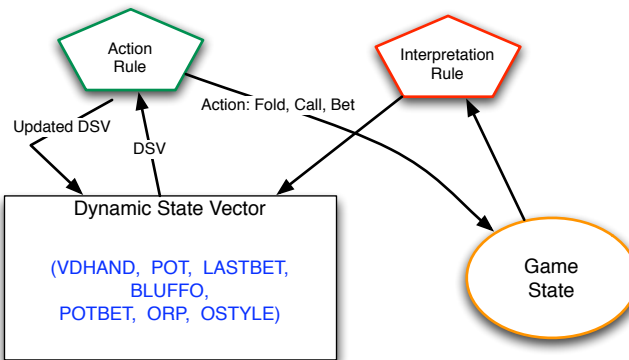 Action
Rule
Interpretation
Rule
Action: Fold, Call, Bet
Updated DSV
DSV
Dynamic State Vector
(VDHAND, POT, LASTBET,
BLUFFO,
POTBET, ORP, OSTYLE)
Game
State